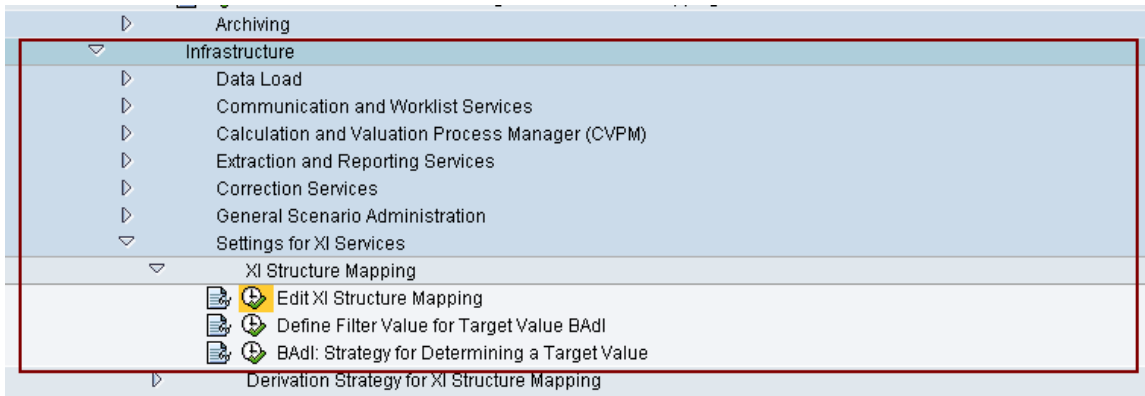 Archiving
Infrastructure
Data Load
Communication and Worklist Services
Calculation and Valuation Process Manager (CVPM)
Extraction and Reporting Services
Correction Services
General Scenario Administration
Settings for XI Services
XI Structure Mapping
Edit XI Structure Mapping
Define Filter Value for Target Value BAdI
BAdI: Strategy for Determining a Target Value
Derivation Strategy for XI Structure Mapping